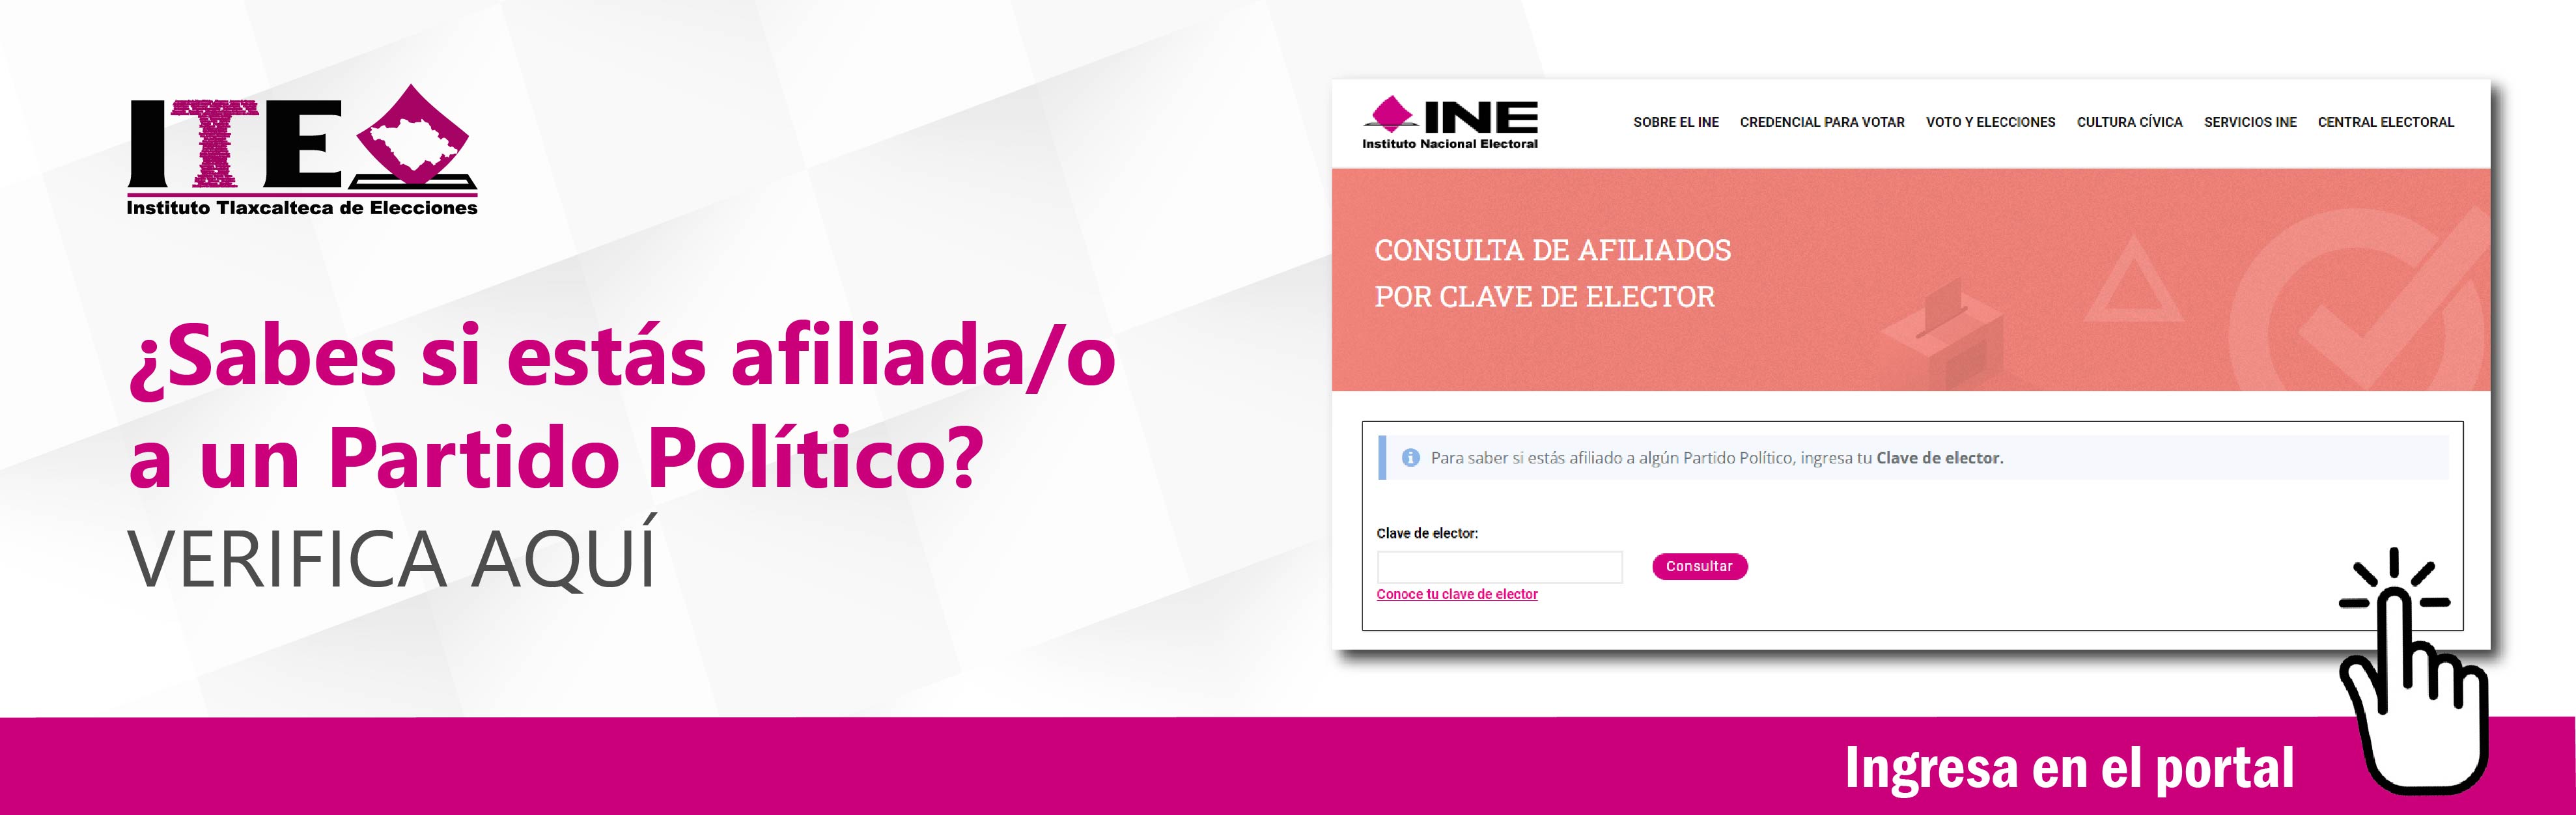 ITE
Instituto Tlaxcalteca de Elecciones
¿Sabes si estás afiliada/o
a un Partido Político?
VERIFICA AQUÍ
INE
Instituto Nacional Electoral
SOBRE EL INE CREDENCIAL PARA VOTAR VOTO Y ELECCIONES CULTURA CÍVICA SERVICIOS INE CENTRAL ELECTORAL
CONSULTA DE AFILIADOS
POR CLAVE DE ELECTOR
Para saber si estás afiliado a algún Partido Político, ingresa tu Clave de elector.
Clave de elector:
Consultar
Conoce tu clave de elector
Ingresa en el portal